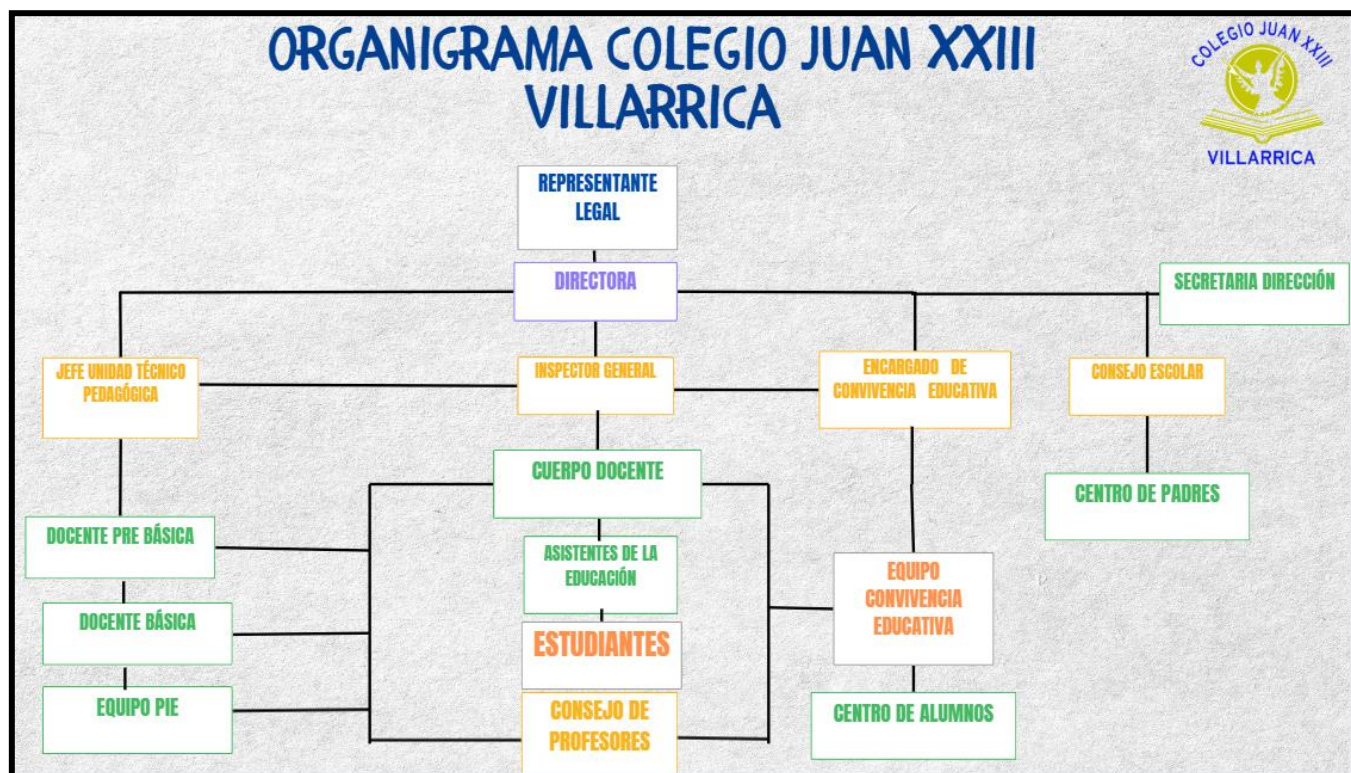 ORGANIGRAMA COLEGIO JUAN XXIII
VILLARRICA
COLEGIO JUAN XXIII
VILLARRICA
REPRESENTANTE
LEGAL
DIRECTORA
SECRETARIA DIRECCIÓN
JEFE UNIDAD TÉCNICO
PEDAGÓGICA
INSPECTOR GENERAL
ENCARGADO DE
CONVIVENCIA EDUCATIVA
CONSEJO ESCOLAR
CUERPO DOCENTE
CENTRO DE PADRES
DOCENTE PRE BÁSICA
ASISTENTES DE LA
EDUCACIÓN
EQUIPO
CONVIVENCIA
EDUCATIVA
DOCENTE BÁSICA
ESTUDIANTES
EQUIPO PIE
CONSEJO DE
PROFESORES
CENTRO DE ALUMNOS